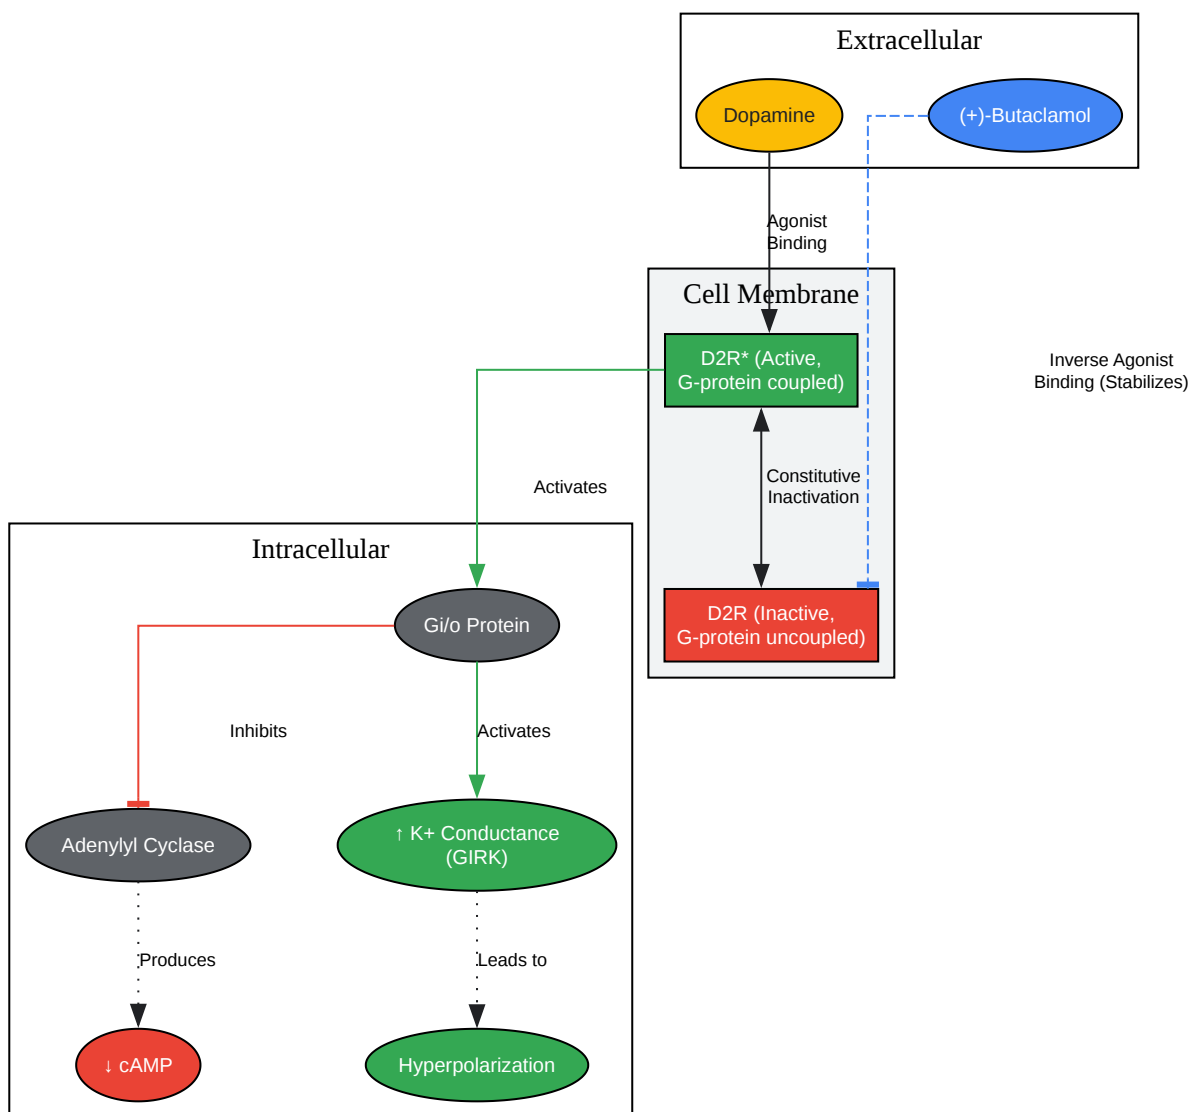 Extracellular
Dopamine
(+)-Butaclamol
Agonist
Binding
Cell Membrane
D2R* (Active,
G-protein coupled)
Inverse Agonist
Binding (Stabilizes)
Constitutive
Inactivation
Activates
Intracellular
D2R (Inactive,
G-protein uncoupled)
Gi/o Protein
Inhibits
Activates
Adenylyl Cyclase
↑ K+ Conductance
(GIRK)
Produces
Leads to
↓ cAMP
Hyperpolarization